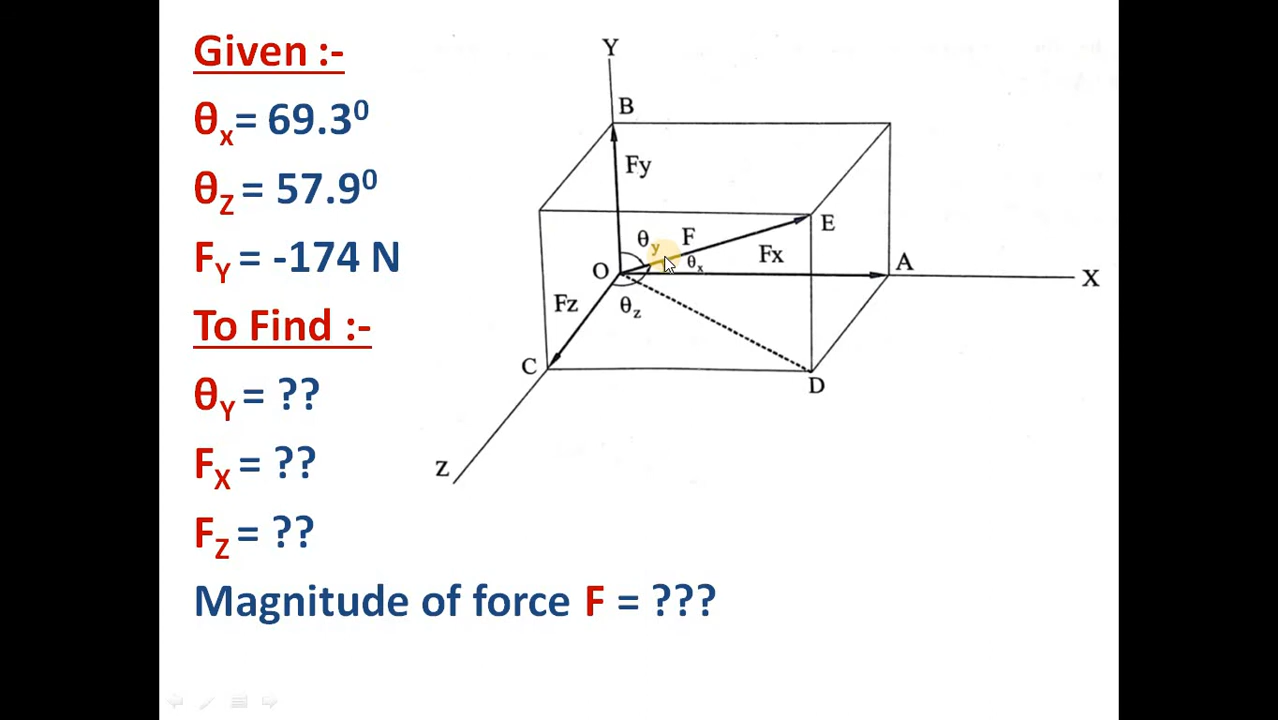 Given :-
θx= 69.3⁰
θZ = 57.9⁰
FY = -174 N
To Find :-
θY = ??
FX = ??
FZ = ??
Magnitude of force F = ???
Y
B
Fy
θy
F
E
θx
Fx
O
A
X
Fz
θz
C
D
Z